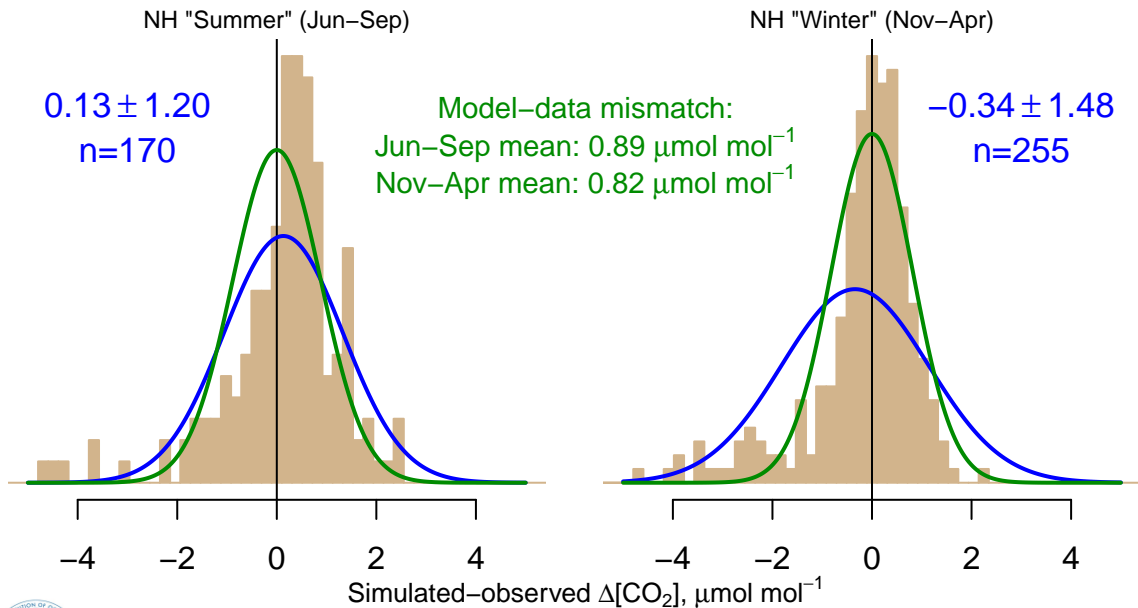 NH "Summer" (Jun−Sep)
NH "Winter" (Nov−Apr)
0.13 ± 1.20
n=170
Model−data mismatch:
Jun−Sep mean: 0.89 μmol mol⁻¹
Nov−Apr mean: 0.82 μmol mol⁻¹
−0.34 ± 1.48
n=255
−4 −2 0 2 4
−4 −2 0 2 4
Simulated−observed Δ[CO₂], μmol mol⁻¹